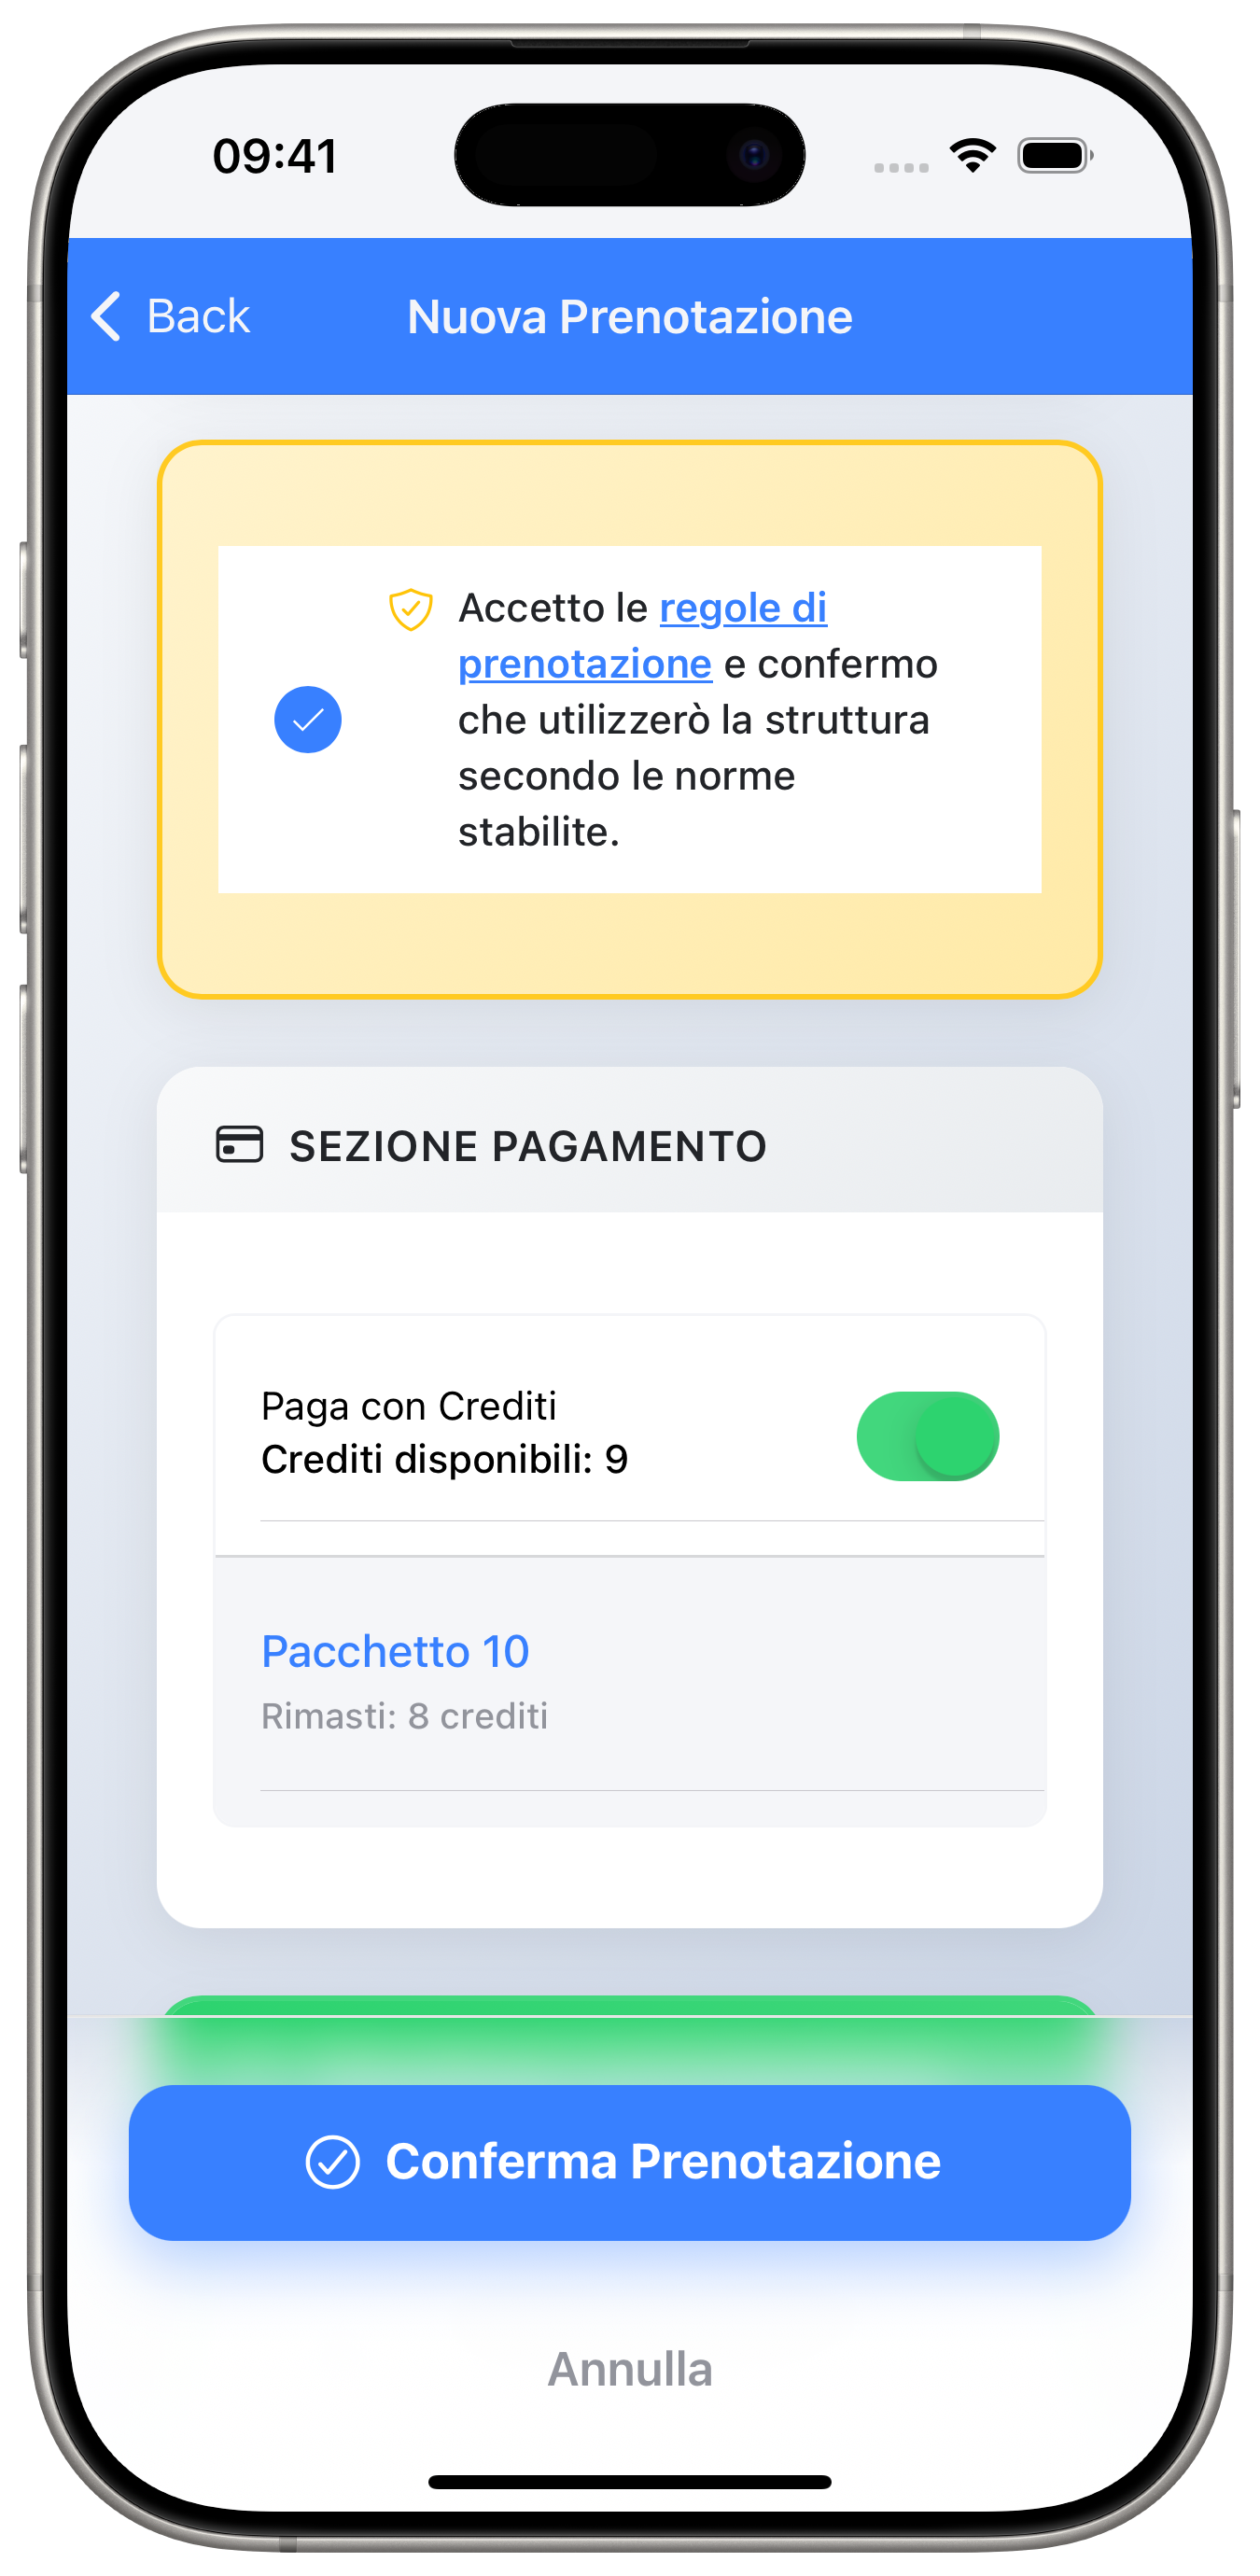 09:41
Back
Nuova Prenotazione
Accetto le regole di
prenotazione e confermo
che utilizzerò la struttura
secondo le norme
stabilite.
SEZIONE PAGAMENTO
Paga con Crediti
Crediti disponibili: 9
Pacchetto 10
Rimasti: 8 crediti
Conferma Prenotazione
Annulla